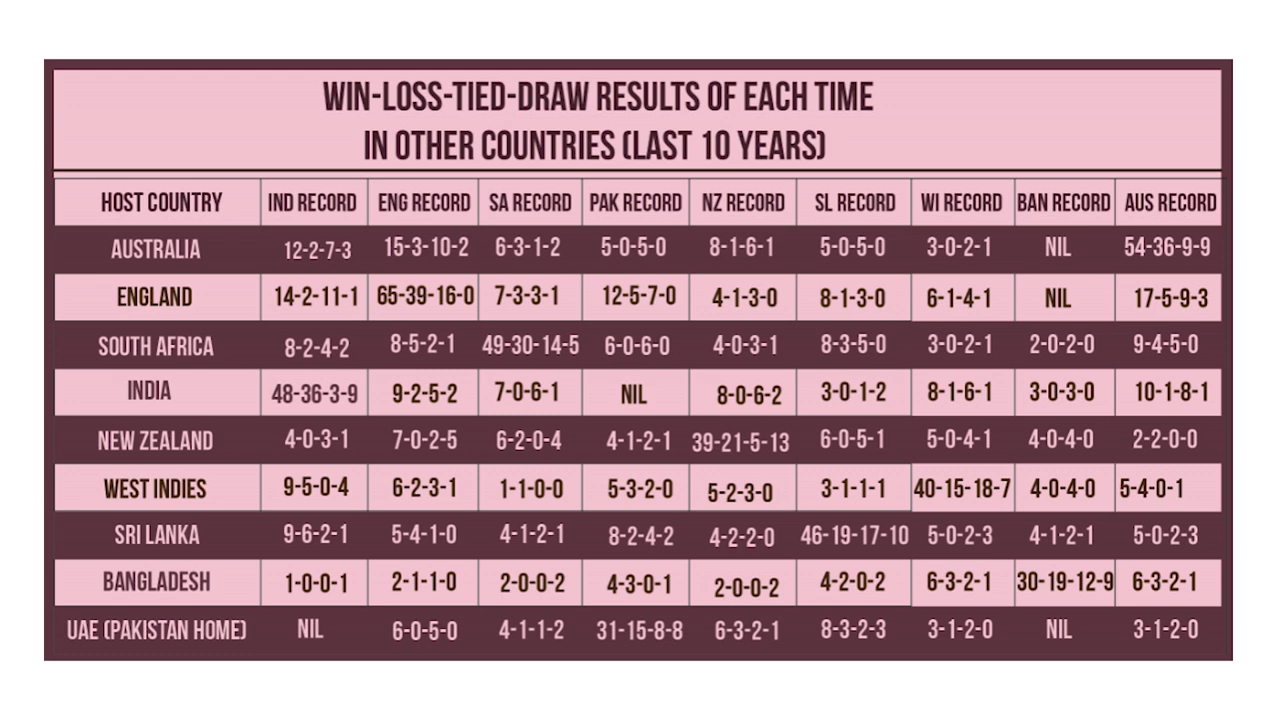 WIN-LOSS-TIED-DRAW RESULTS OF EACH TIME
IN OTHER COUNTRIES (LAST 10 YEARS)
HOST COUNTRY IND RECORD ENG RECORD SA RECORD PAK RECORD NZ RECORD SL RECORD WI RECORD BAN RECORD AUS RECORD
AUSTRALIA 12-2-7-3 15-3-10-2 6-3-1-2 5-0-5-0 8-1-6-1 5-0-5-0 3-0-2-1 NIL 54-36-9-9
ENGLAND 14-2-11-1 65-39-16-0 7-3-3-1 12-5-7-0 4-1-3-0 8-1-3-0 6-1-4-1 NIL 17-5-9-3
SOUTH AFRICA 8-2-4-2 8-5-2-1 49-30-14-5 6-0-6-0 4-0-3-1 8-3-5-0 3-0-2-1 2-0-2-0 9-4-5-0
INDIA 48-36-3-9 9-2-5-2 7-0-6-1 NIL 8-0-6-2 3-0-1-2 8-1-6-1 3-0-3-0 10-1-8-1
NEW ZEALAND 4-0-3-1 7-0-2-5 6-2-0-4 4-1-2-1 39-21-5-13 6-0-5-1 5-0-4-1 4-0-4-0 2-2-0-0
WEST INDIES 9-5-0-4 6-2-3-1 1-1-0-0 5-3-2-0 5-2-3-0 3-1-1-1 40-15-18-7 4-0-4-0 5-4-0-1
SRI LANKA 9-6-2-1 5-4-1-0 4-1-2-1 8-2-4-2 4-2-2-0 46-19-17-10 5-0-2-3 4-1-2-1 5-0-2-3
BANGLADESH 1-0-0-1 2-1-1-0 2-0-0-2 4-3-0-1 2-0-0-2 4-2-0-2 6-3-2-1 30-19-12-9 6-3-2-1
UAE (PAKISTAN HOME) NIL 6-0-5-0 4-1-1-2 31-15-8-8 6-3-2-1 8-3-2-3 3-1-2-0 NIL 3-1-2-0